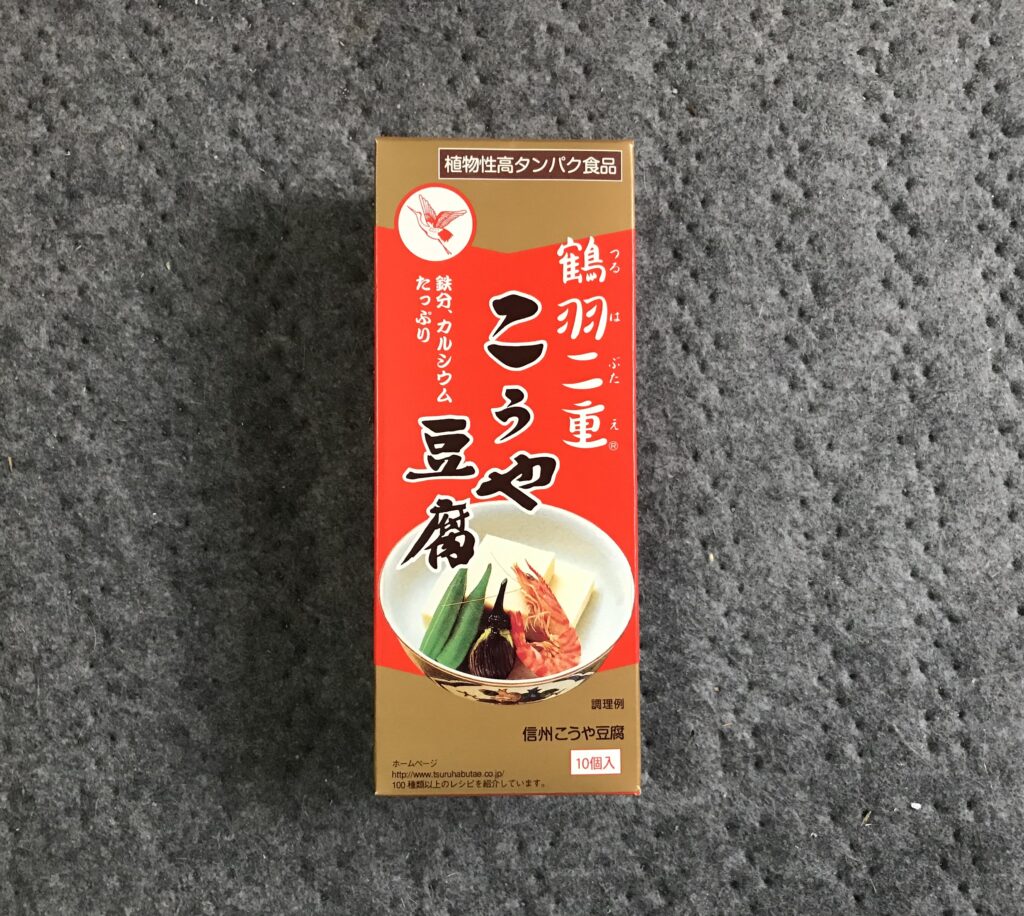 植物性高タンパク食品
鶴羽二重
つるはぶたえ®
こうや
豆腐
鉄分、カルシウム
たっぷり
調理例
信州こうや豆腐
10個入
ホームページ
http://www.tsuruhabutae.co.jp/
100種類以上のレシピを紹介しています。